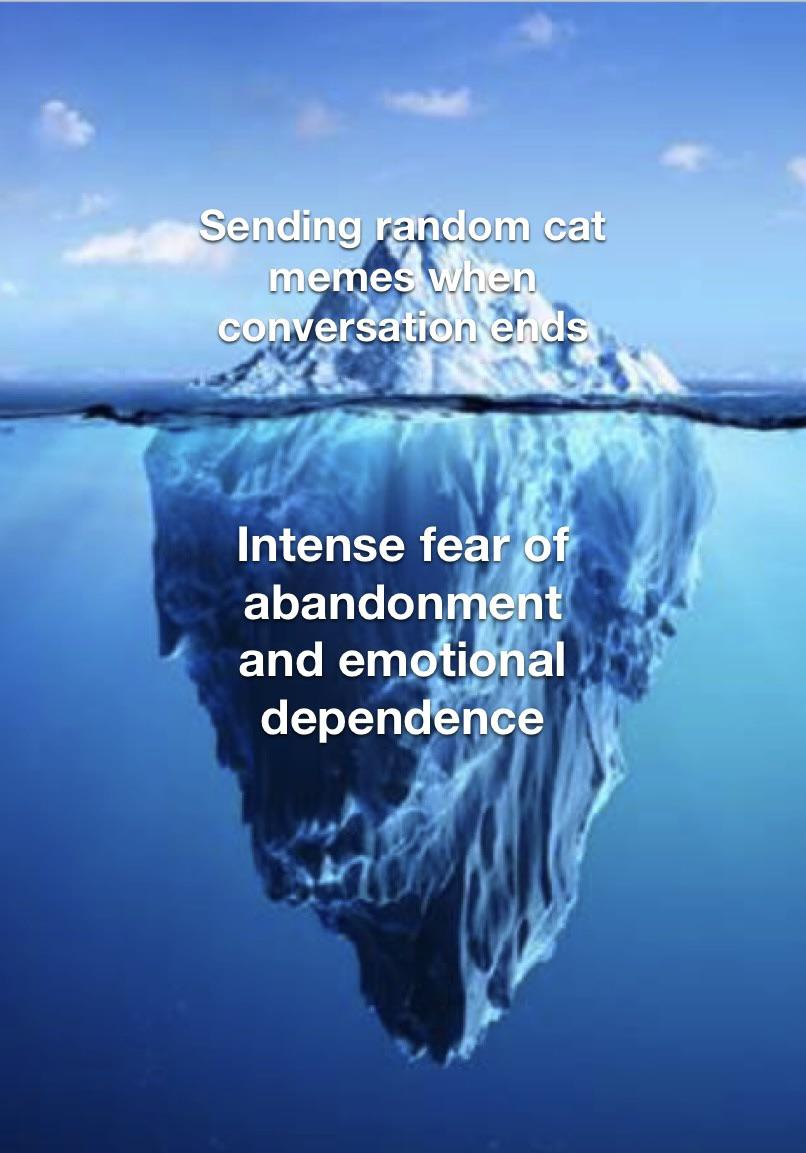 Sending random cat
memes when
conversation ends
Intense fear of
abandonment
and emotional
dependence